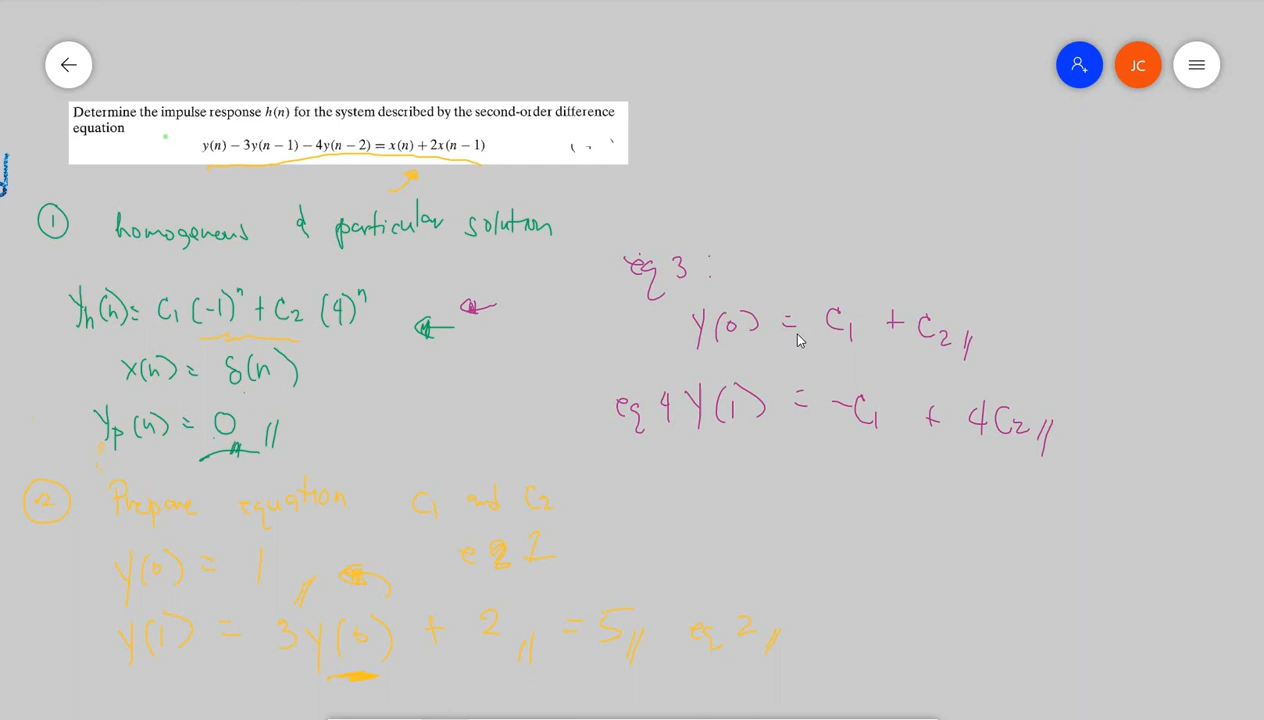 JC
Determine the impulse response h(n) for the system described by the second-order difference
equation
y(n) − 3y(n − 1) − 4y(n − 2) = x(n) + 2x(n − 1)
① homogeneous & particular solution
yh(n) = C1 (-1)^n + C2 (4)^n
x(n) = δ(n)
yp(n) = 0 //
② Prepare equation C1 and C2
y(0) = 1 // eq 1
y(1) = 3y(0) + 2 // = 5 // eq 2 //
eq 3 :
y(0) = C1 + C2 //
eq 4 y(1) = -C1 + 4C2 //